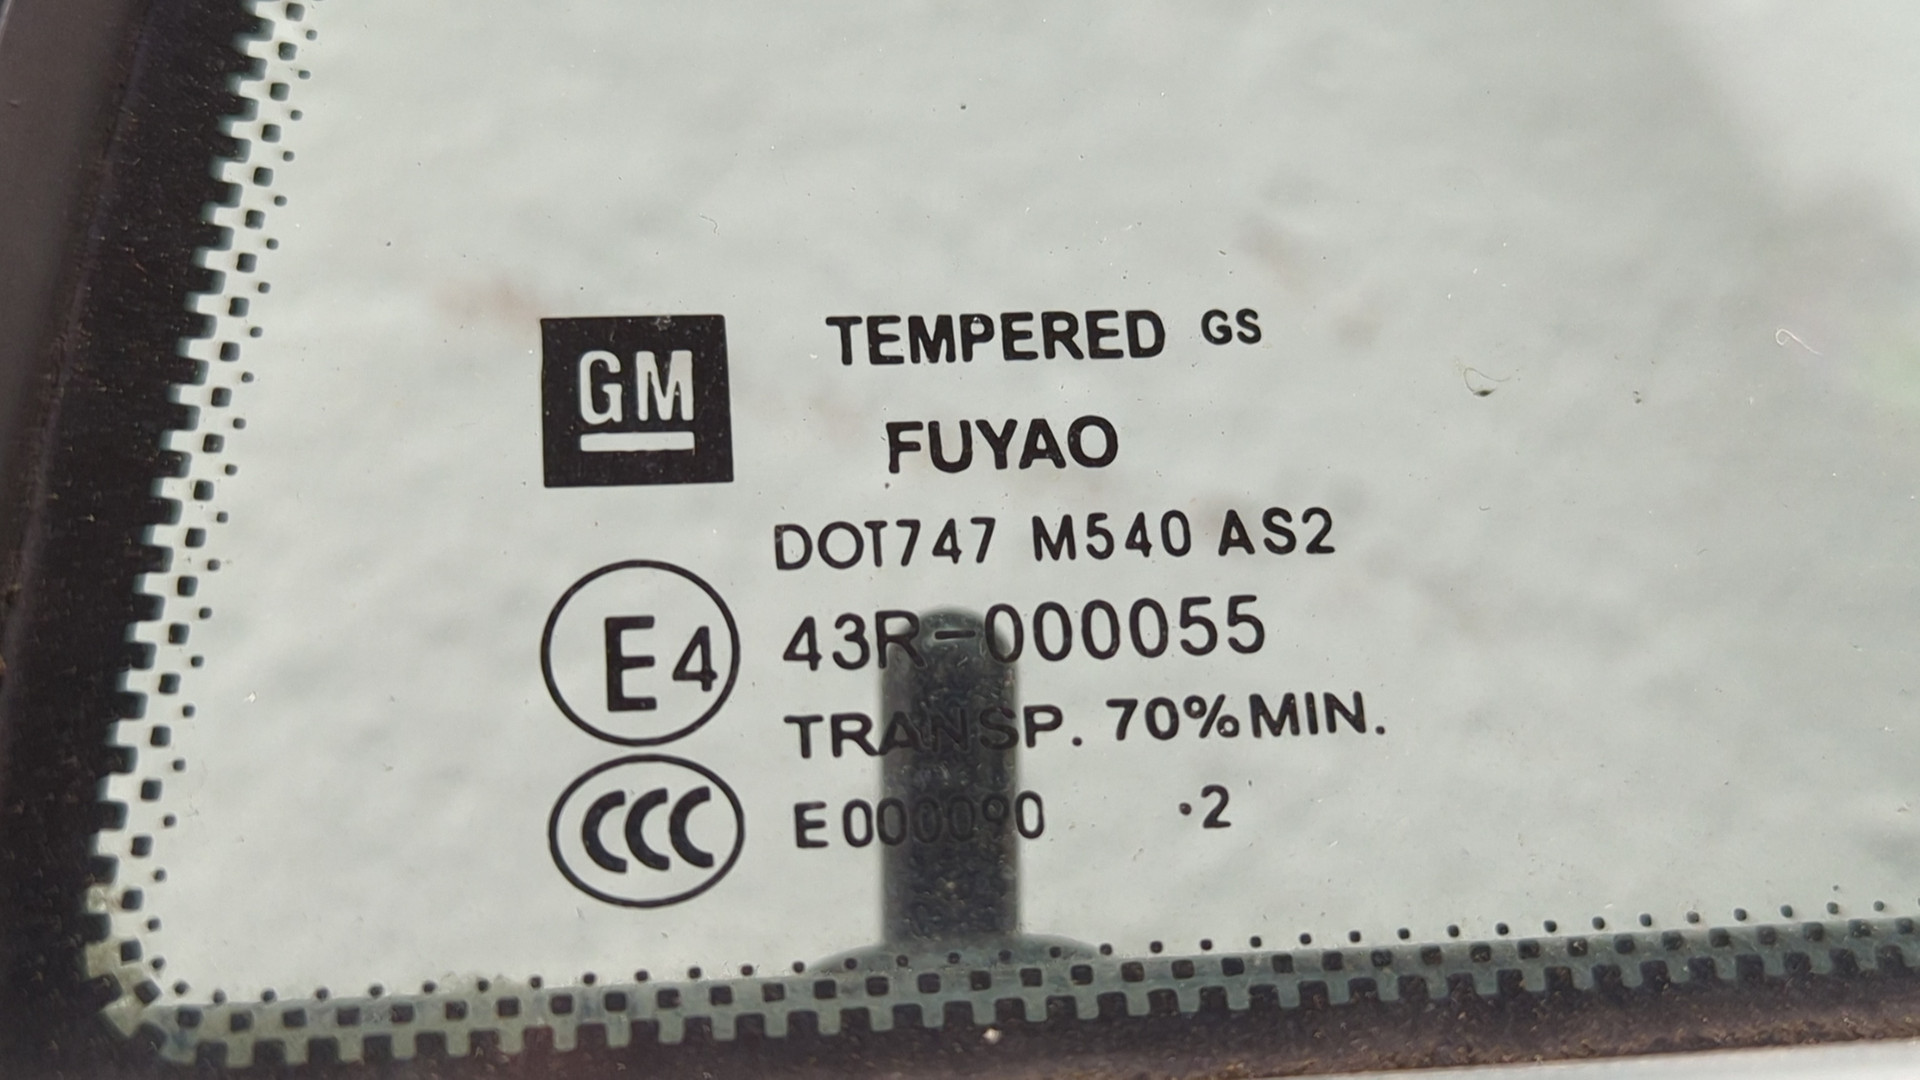 GM
TEMPERED GS
FUYAO
DOT747 M540 AS2
E4
43R-000055
TRANSP. 70% MIN.
CCC
E000090 ·2